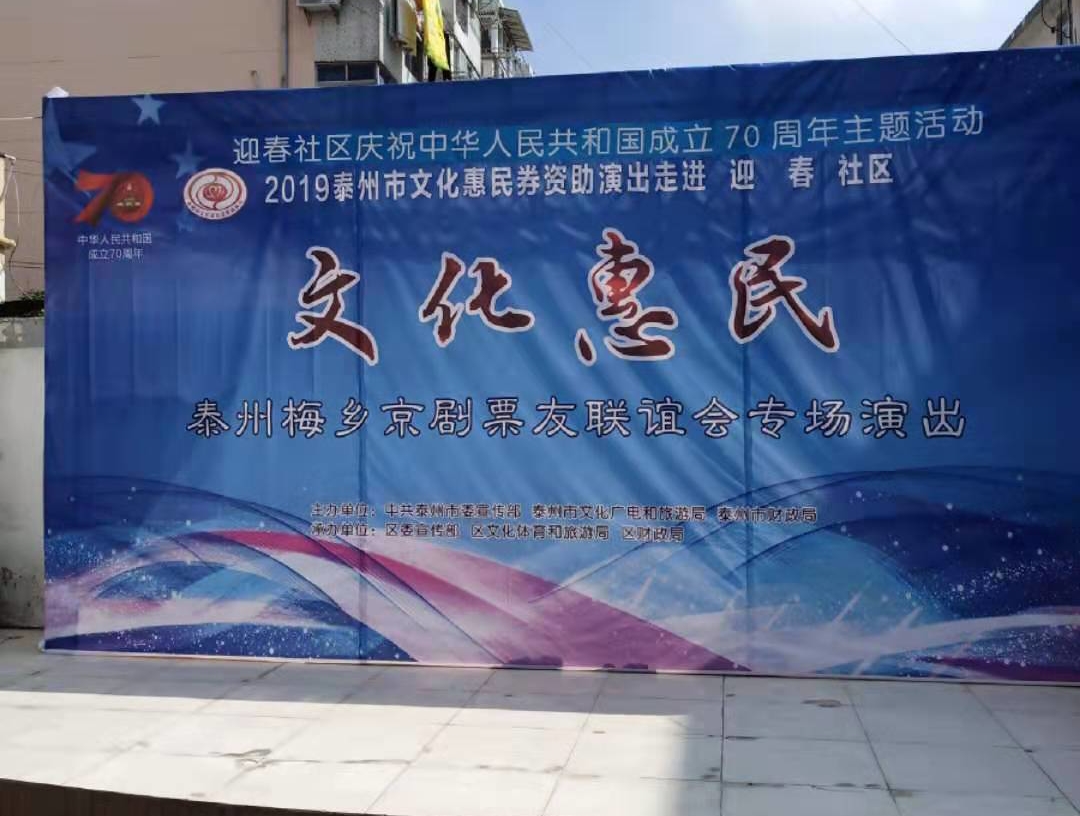 迎春社区庆祝中华人民共和国成立70周年主题活动
2019泰州市文化惠民券资助演出走进 迎 春 社区
70
中华人民共和国
成立70周年
文化惠民
泰州梅乡京剧票友联谊会专场演出
主办单位：中共泰州市委宣传部 泰州市文化广电和旅游局 泰州市财政局
承办单位：区委宣传部 区文化体育和旅游局 区财政局